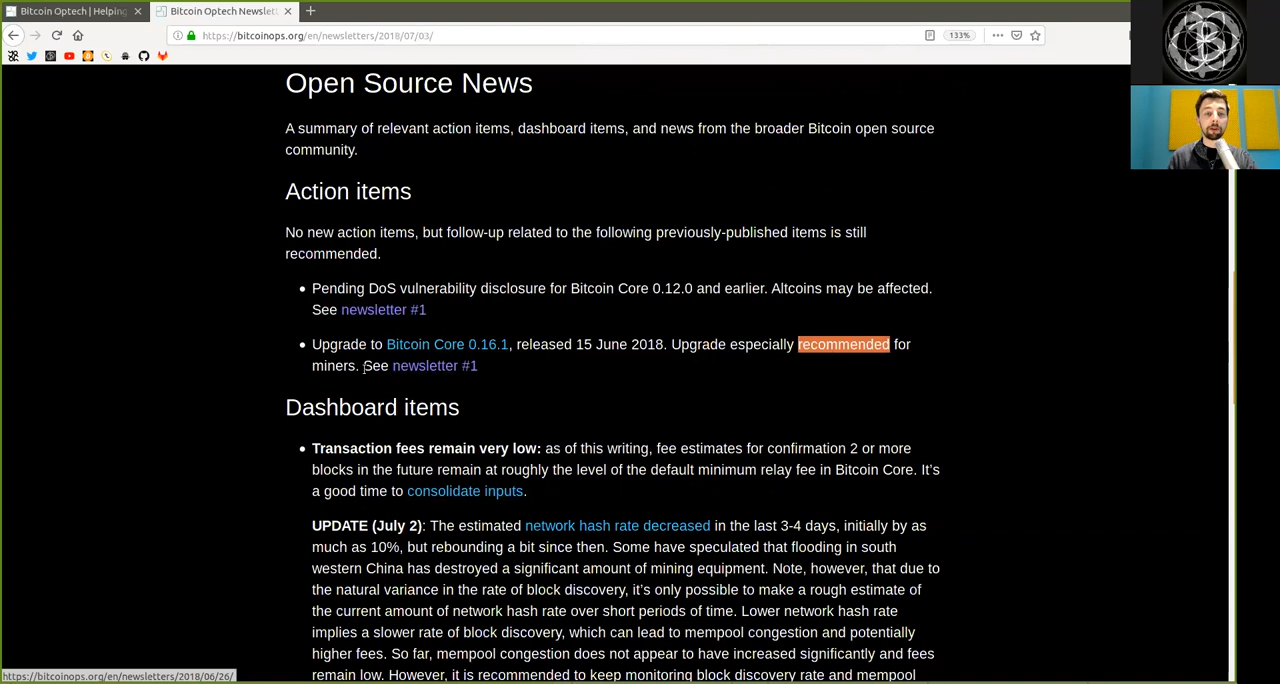 Bitcoin Optech | Helping
Bitcoin Optech Newslett
https://bitcoinops.org/en/newsletters/2018/07/03/
133%
Open Source News
A summary of relevant action items, dashboard items, and news from the broader Bitcoin open source
community.
Action items
No new action items, but follow-up related to the following previously-published items is still
recommended.
Pending DoS vulnerability disclosure for Bitcoin Core 0.12.0 and earlier. Altcoins may be affected.
See newsletter #1
Upgrade to Bitcoin Core 0.16.1, released 15 June 2018. Upgrade especially recommended for
miners. See newsletter #1
Dashboard items
Transaction fees remain very low: as of this writing, fee estimates for confirmation 2 or more
blocks in the future remain at roughly the level of the default minimum relay fee in Bitcoin Core. It's
a good time to consolidate inputs.
UPDATE (July 2): The estimated network hash rate decreased in the last 3-4 days, initially by as
much as 10%, but rebounding a bit since then. Some have speculated that flooding in south
western China has destroyed a significant amount of mining equipment. Note, however, that due to
the natural variance in the rate of block discovery, it's only possible to make a rough estimate of
the current amount of network hash rate over short periods of time. Lower network hash rate
implies a slower rate of block discovery, which can lead to mempool congestion and potentially
higher fees. So far, mempool congestion does not appear to have increased significantly and fees
remain low. However, it is recommended to keep monitoring block discovery rate and mempool
https://bitcoinops.org/en/newsletters/2018/06/26/